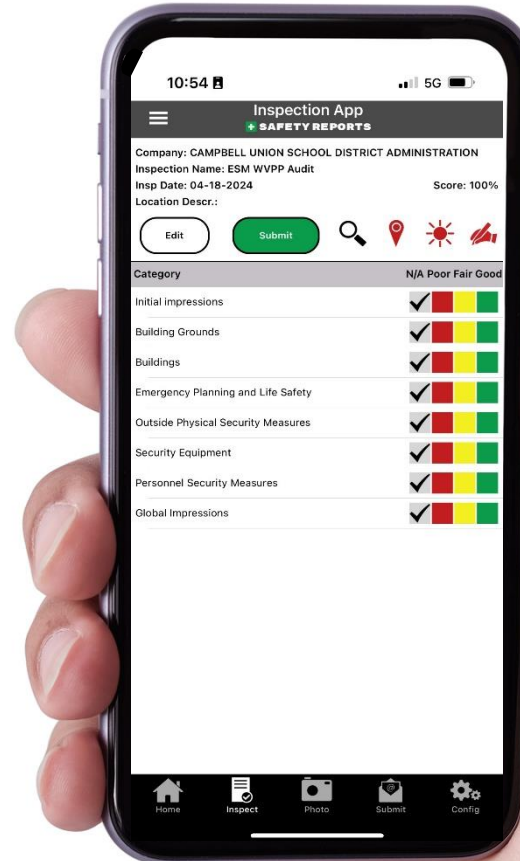 10:54
5G
Inspection App
SAFETY REPORTS
Company: CAMPBELL UNION SCHOOL DISTRICT ADMINISTRATION
Inspection Name: ESM WVPP Audit
Insp Date: 04-18-2024 Score: 100%
Location Descr.:
Edit Submit
Category N/A Poor Fair Good
Initial impressions
Building Grounds
Buildings
Emergency Planning and Life Safety
Outside Physical Security Measures
Security Equipment
Personnel Security Measures
Global Impressions
Home Inspect Photo Submit Config